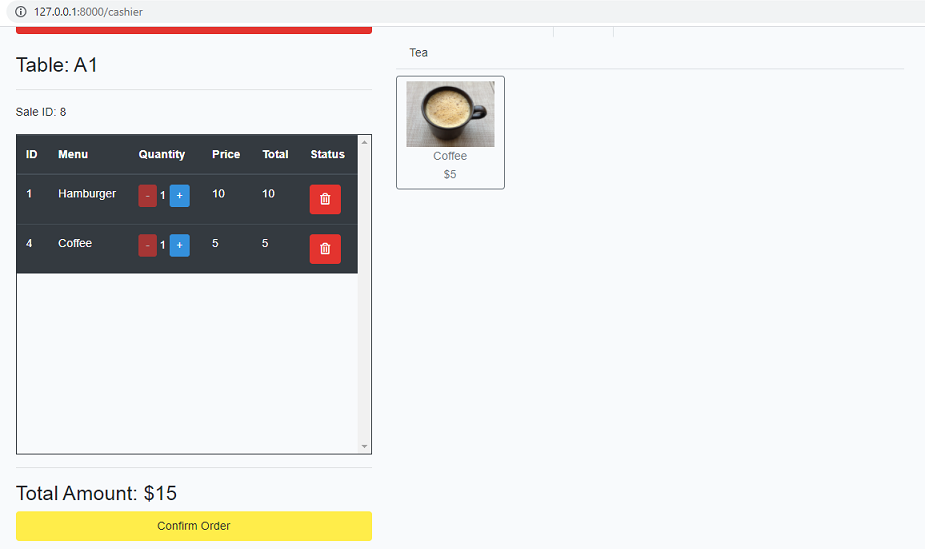 127.0.0.1:8000/cashier
Table: A1
Sale ID: 8
ID Menu Quantity Price Total Status
1 Hamburger - 1 + 10 10
4 Coffee - 1 + 5 5
Total Amount: $15
Confirm Order
Tea
Coffee
$5